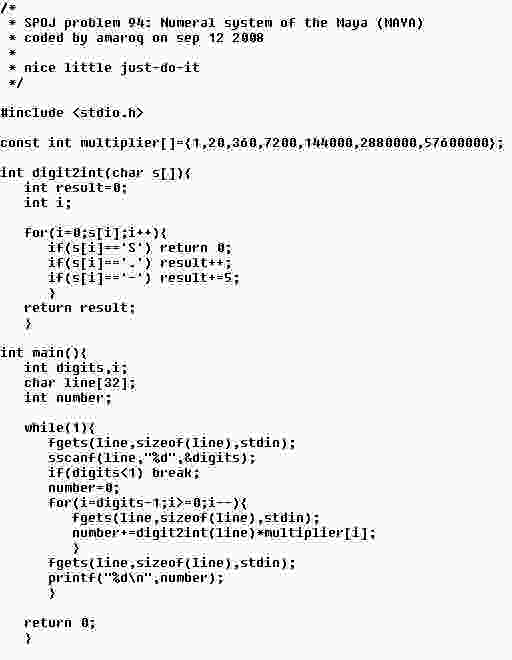 /*
 * SPOJ problem 94: Numeral system of the Maya (MAYA)
 * coded by amaroq on sep 12 2008
 *
 * nice little just-do-it
 */

#include <stdio.h>

const int multiplier[]={1,20,360,7200,144000,2880000,57600000};

int digit2int(char s[]){
   int result=0;
   int i;

   for(i=0;s[i];i++){
      if(s[i]=='S') return 0;
      if(s[i]=='.') result++;
      if(s[i]=='-') result+=5;
      }
   return result;
   }

int main(){
   int digits,i;
   char line[32];
   int number;

   while(1){
      fgets(line,sizeof(line),stdin);
      sscanf(line,"%d",&digits);
      if(digits<1) break;
      number=0;
      for(i=digits-1;i>=0;i--){
         fgets(line,sizeof(line),stdin);
         number+=digit2int(line)*multiplier[i];
         }
      fgets(line,sizeof(line),stdin);
      printf("%d\n",number);
      }

   return 0;
   }